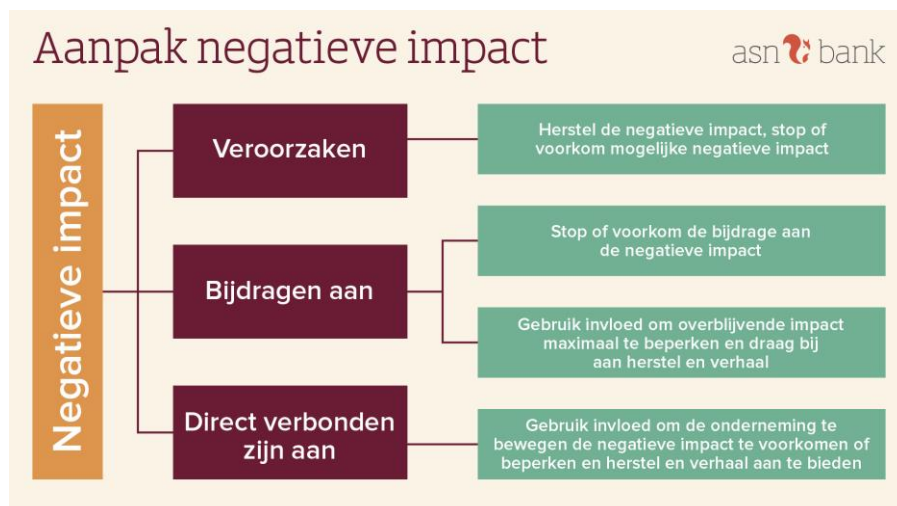 Aanpak negatieve impact
asn bank
Negatieve impact
Veroorzaken
Herstel de negatieve impact, stop of
voorkom mogelijke negatieve impact
Bijdragen aan
Stop of voorkom de bijdrage aan
de negatieve impact
Gebruik invloed om overblijvende impact
maximaal te beperken en draag bij
aan herstel en verhaal
Direct verbonden
zijn aan
Gebruik invloed om de onderneming te
bewegen de negatieve impact te voorkomen of
beperken en herstel en verhaal aan te bieden